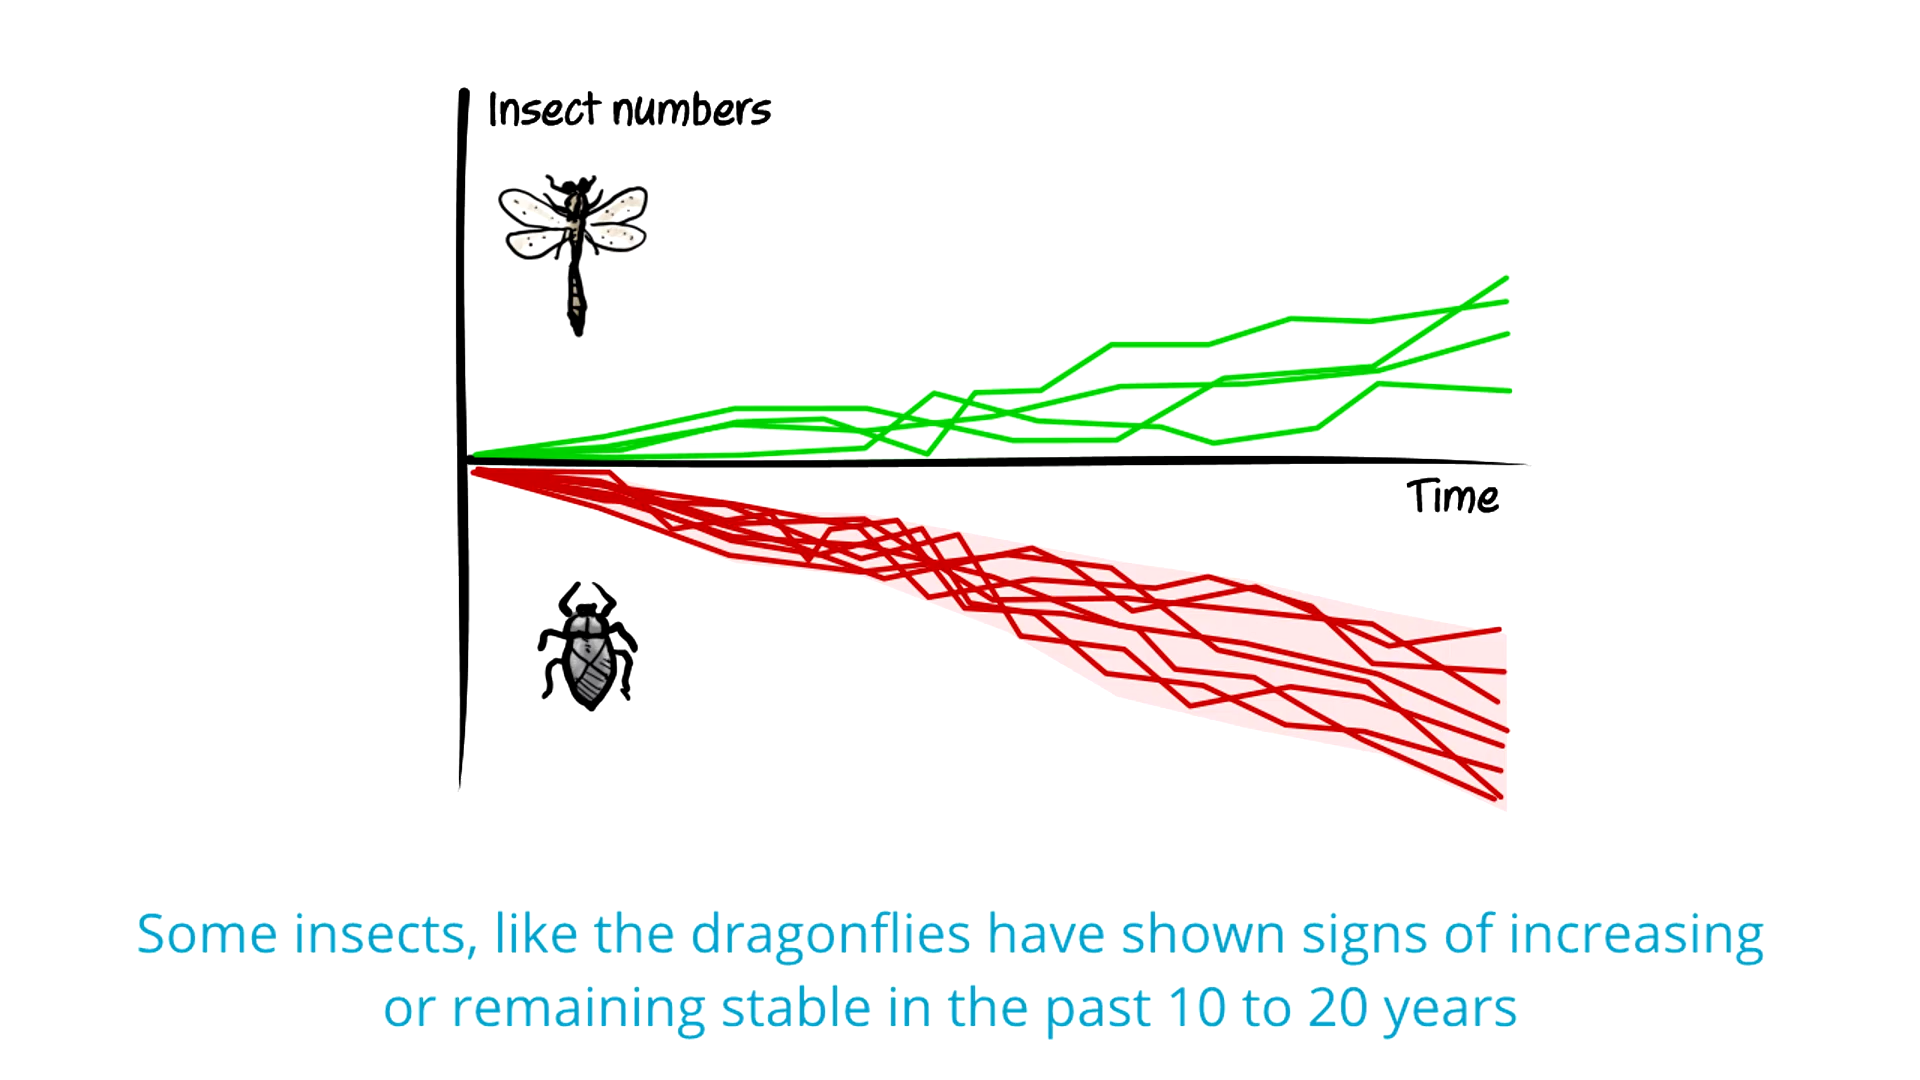 Insect numbers
Time
Some insects, like the dragonflies have shown signs of increasing
or remaining stable in the past 10 to 20 years